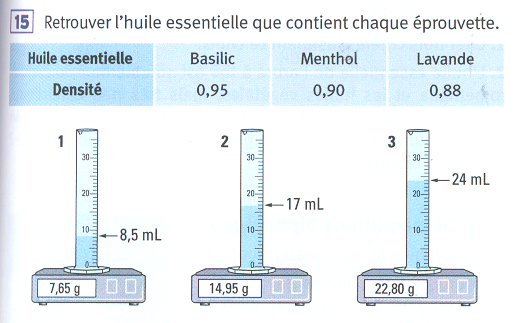 15 Retrouver l'huile essentielle que contient chaque éprouvette.
Huile essentielle Basilic Menthol Lavande
Densité 0,95 0,90 0,88
1 2 3
30 30 30
24 mL
20 20 20
17 mL
10 10 10
8,5 mL
0 0 0
7,65 g 14,95 g 22,80 g